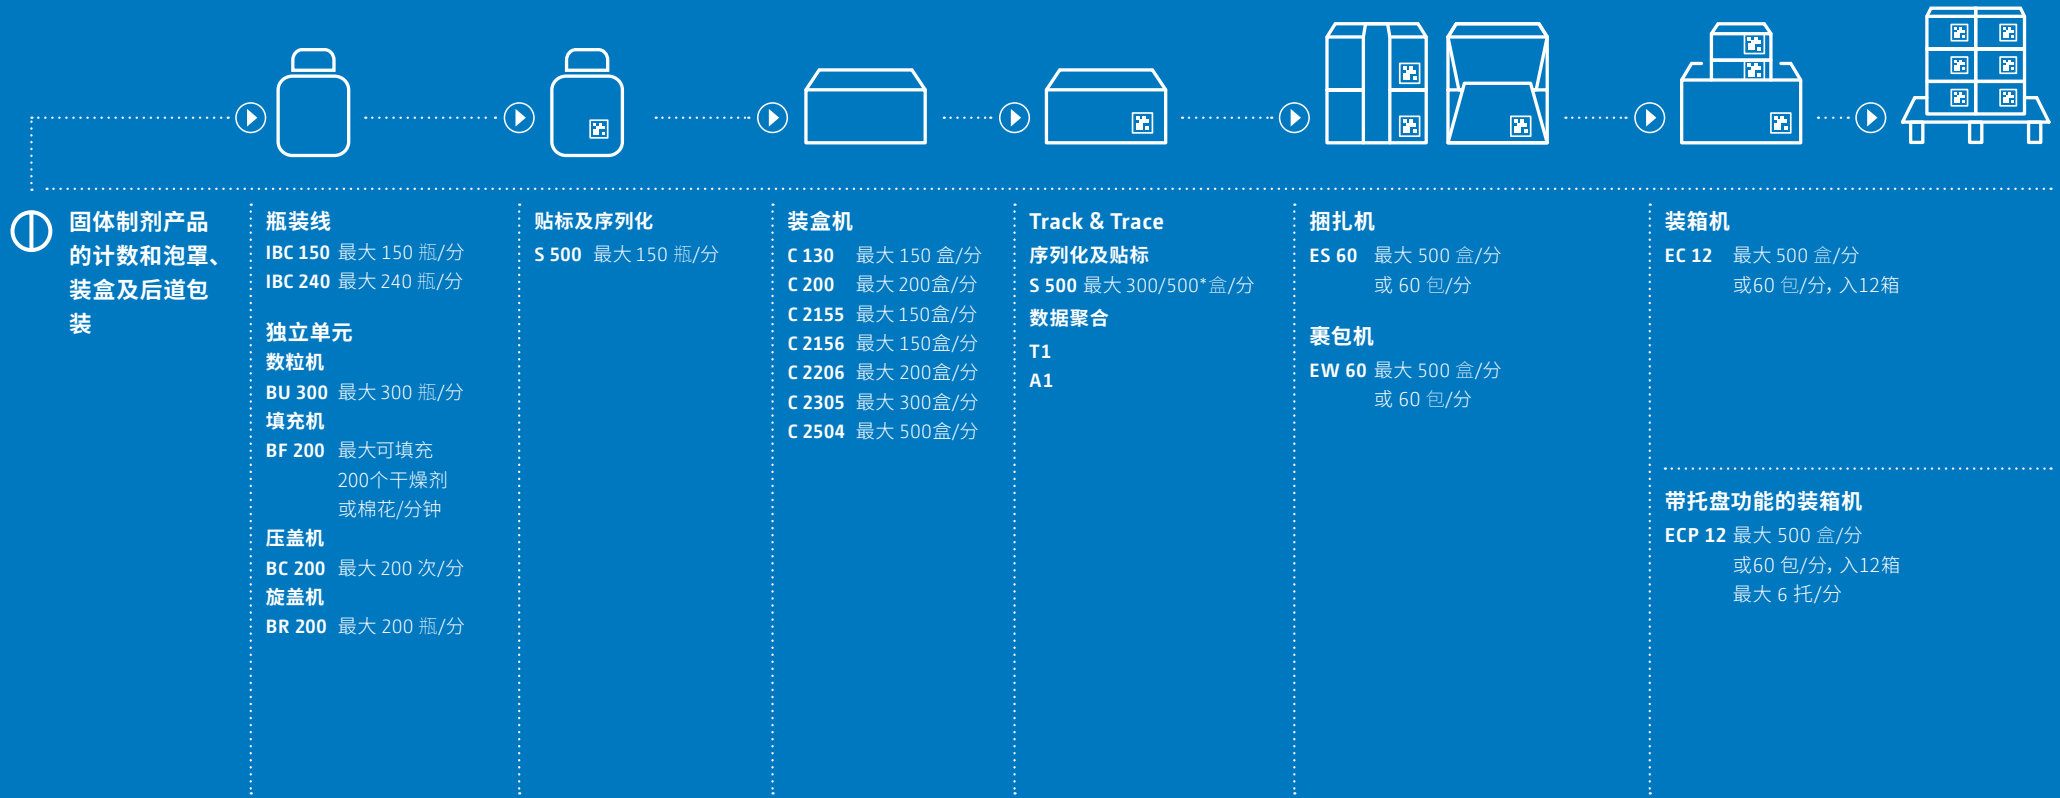 固体制剂产品
的计数和泡罩、
装盒及后道包
装
瓶装线
IBC 150 最大 150 瓶/分
IBC 240 最大 240 瓶/分
独立单元
数粒机
BU 300 最大 300 瓶/分
填充机
BF 200 最大可填充
200个干燥剂
或棉花/分钟
压盖机
BC 200 最大 200 次/分
旋盖机
BR 200 最大 200 瓶/分
贴标及序列化
S 500 最大 150 瓶/分
装盒机
C 130 最大 150 盒/分
C 200 最大 200盒/分
C 2155 最大 150盒/分
C 2156 最大 150盒/分
C 2206 最大 200盒/分
C 2305 最大 300盒/分
C 2504 最大 500盒/分
Track & Trace
序列化及贴标
S 500 最大 300/500*盒/分
数据聚合
T1
A1
捆扎机
ES 60 最大 500 盒/分
或 60 包/分
裹包机
EW 60 最大 500 盒/分
或 60 包/分
装箱机
EC 12 最大 500 盒/分
或60 包/分，入12箱
带托盘功能的装箱机
ECP 12 最大 500 盒/分
或60 包/分，入12箱
最大 6 托/分